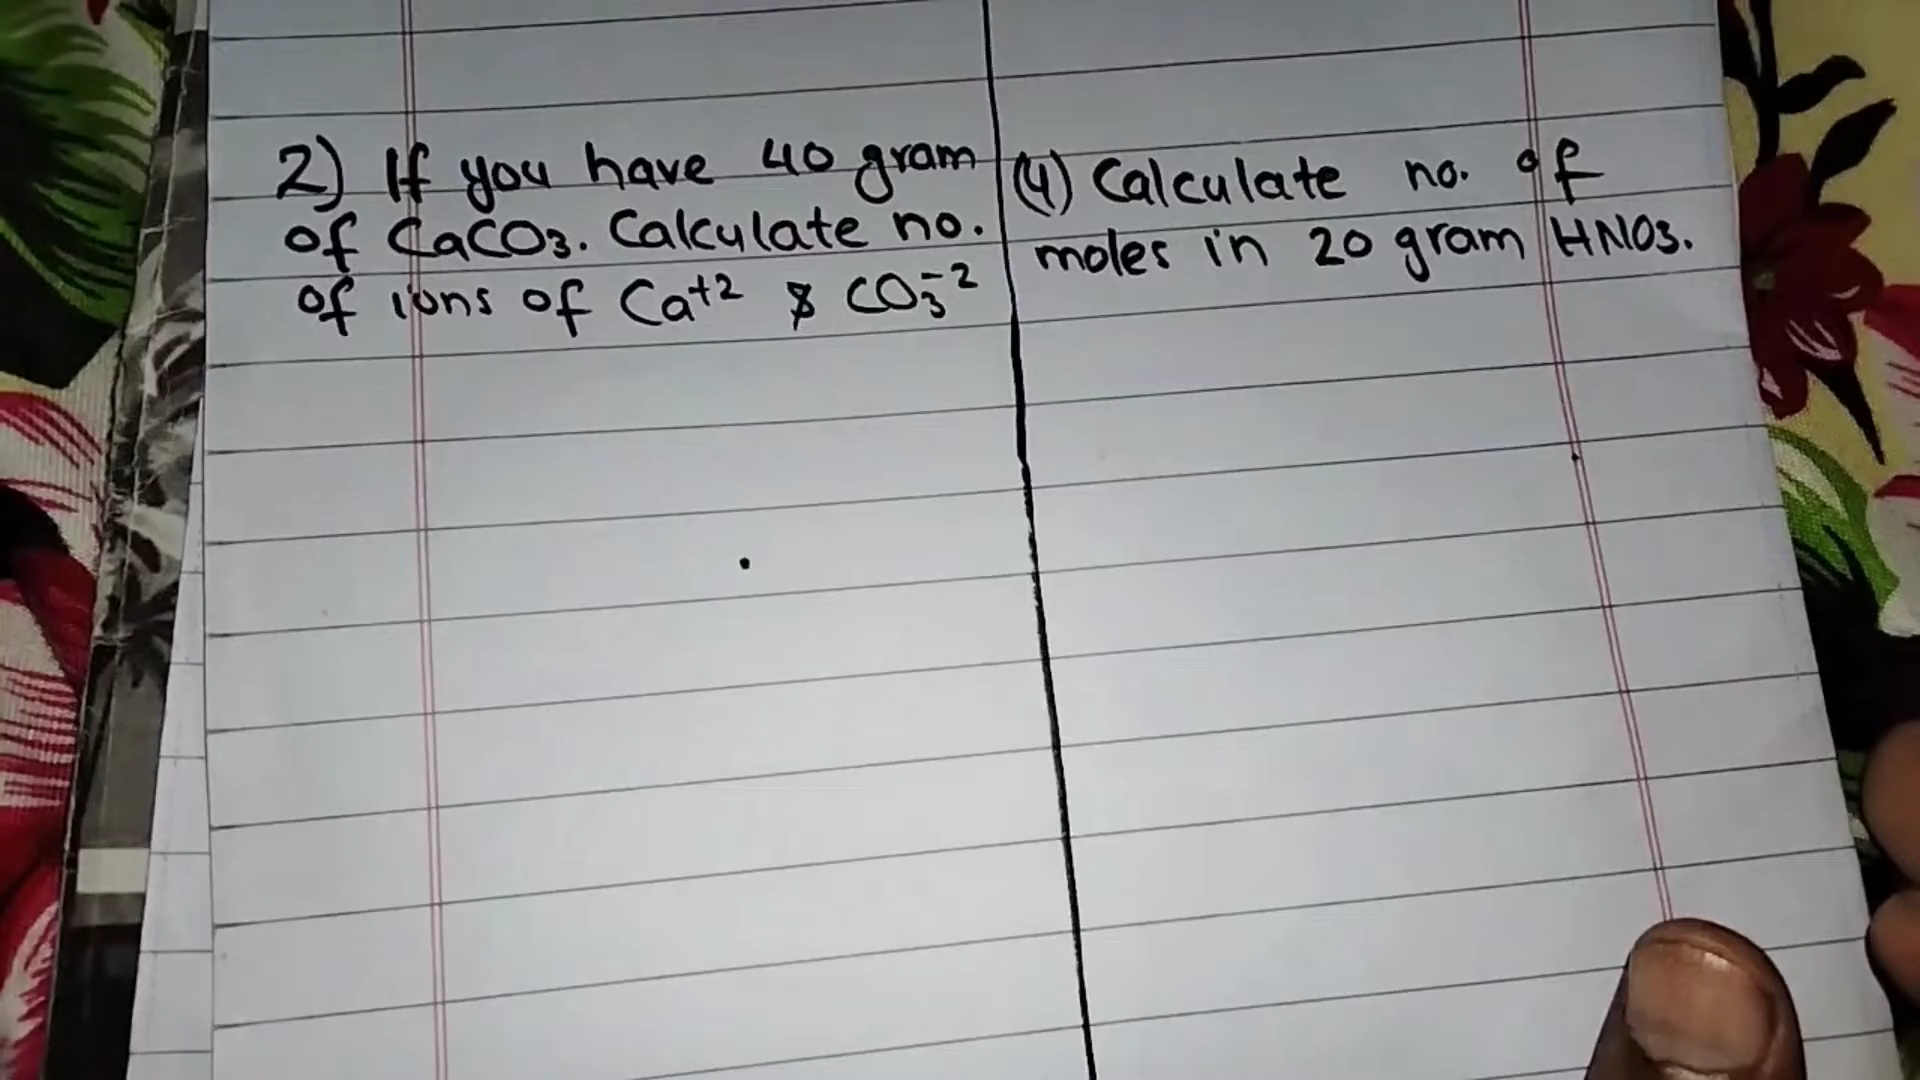 2) If you have 40 gram
of CaCO3. Calculate no.
of ions of Ca+2 & CO3-2
(4) Calculate no. of
moles in 20 gram HNO3.